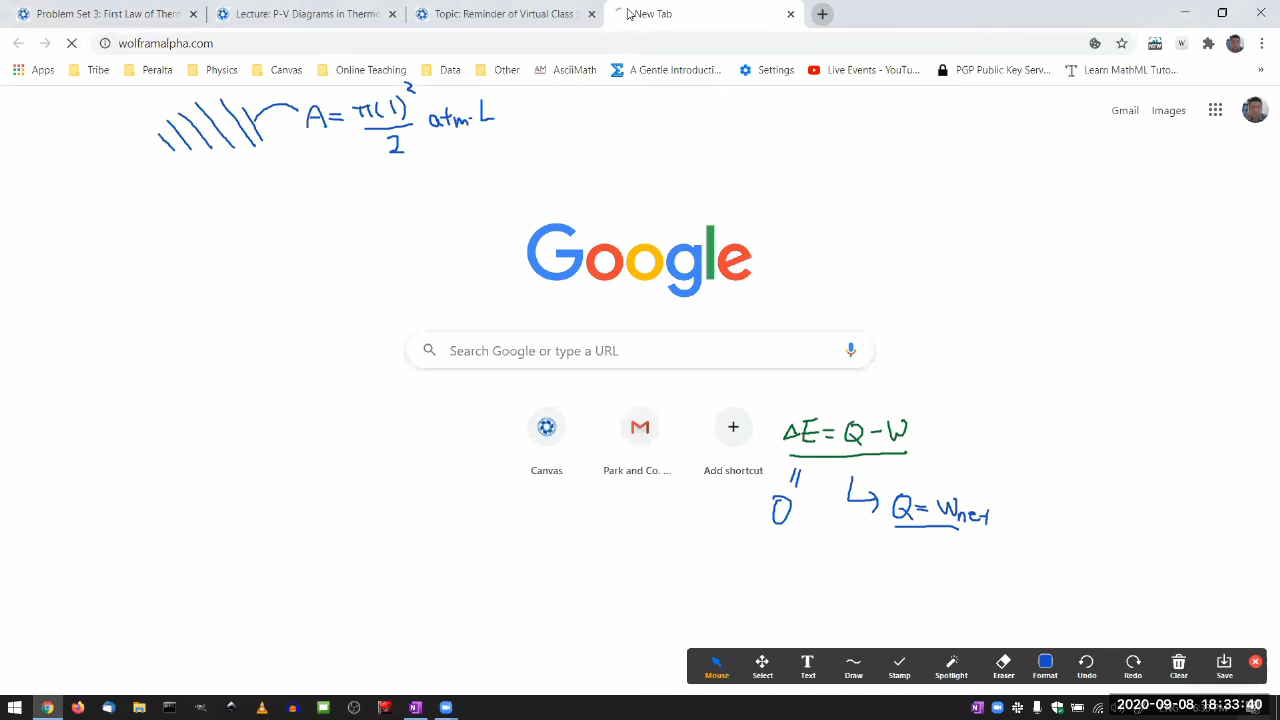 Problem Set 3: First Law of Therm
Lecture: P-V Diagrams in Thermo
Topic: Reminder of Virtual Class S
New Tab
wolframalpha.com
Apps
Tribe
Peralta
Physics
Canvas
Online Teaching
Data
Other
AsciiMath
A Gentle Introducti...
Settings
Live Events - YouTu...
PGP Public Key Serv...
Learn MathML Tuto...
»
A = π(1)²/2 atm·L
Gmail
Images
Google
Search Google or type a URL
Canvas
Park and Co. ...
Add shortcut
ΔE = Q - W
0
Q = Wnet
Mouse
Select
Text
Draw
Stamp
Spotlight
Eraser
Format
Undo
Redo
Clear
Save
2020-09-08 18:33:40